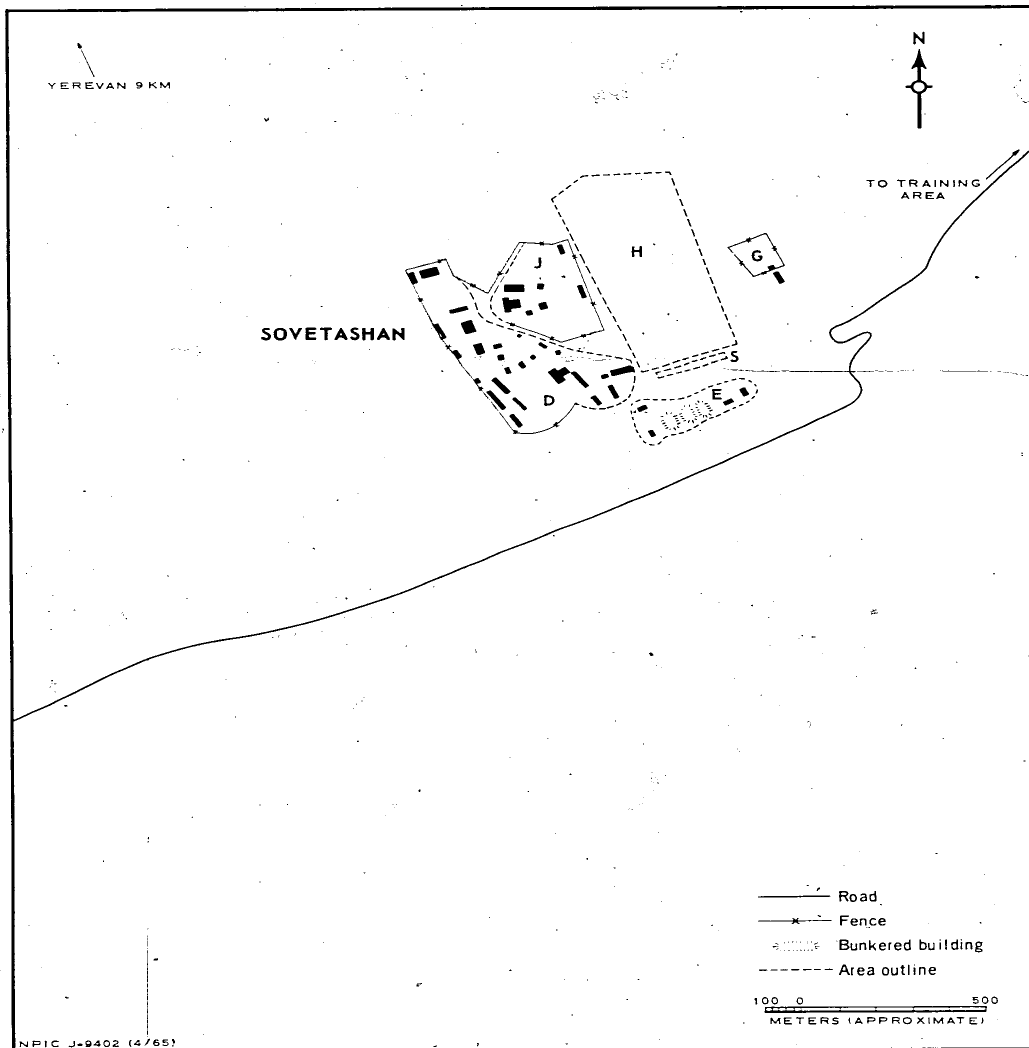 N
YEREVAN 9 KM
TO TRAINING
AREA
H
G
J
SOVETASHAN
S
D
E
Road
Fence
Bunkered building
Area outline
100 0 500
METERS (APPROXIMATE)
NPIC J-9402 (4/65)